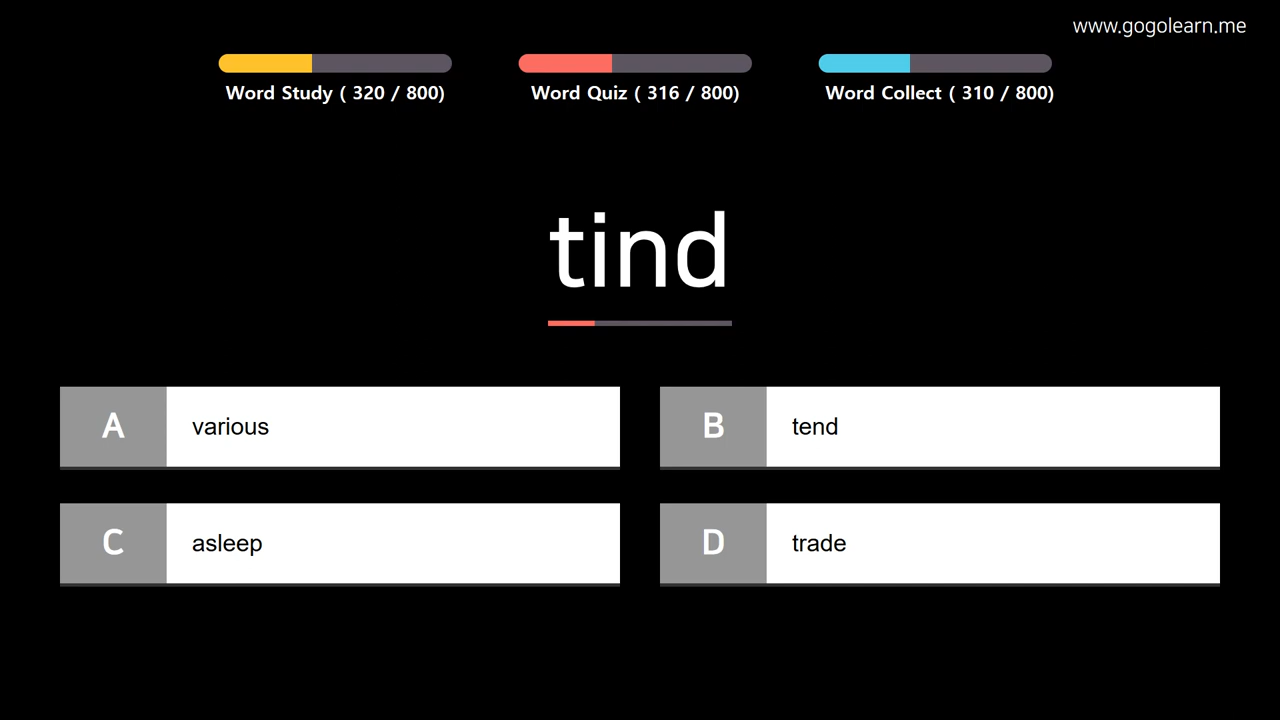 www.gogolearn.me
Word Study ( 320 / 800)
Word Quiz ( 316 / 800)
Word Collect ( 310 / 800)
tind
A
various
B
tend
C
asleep
D
trade